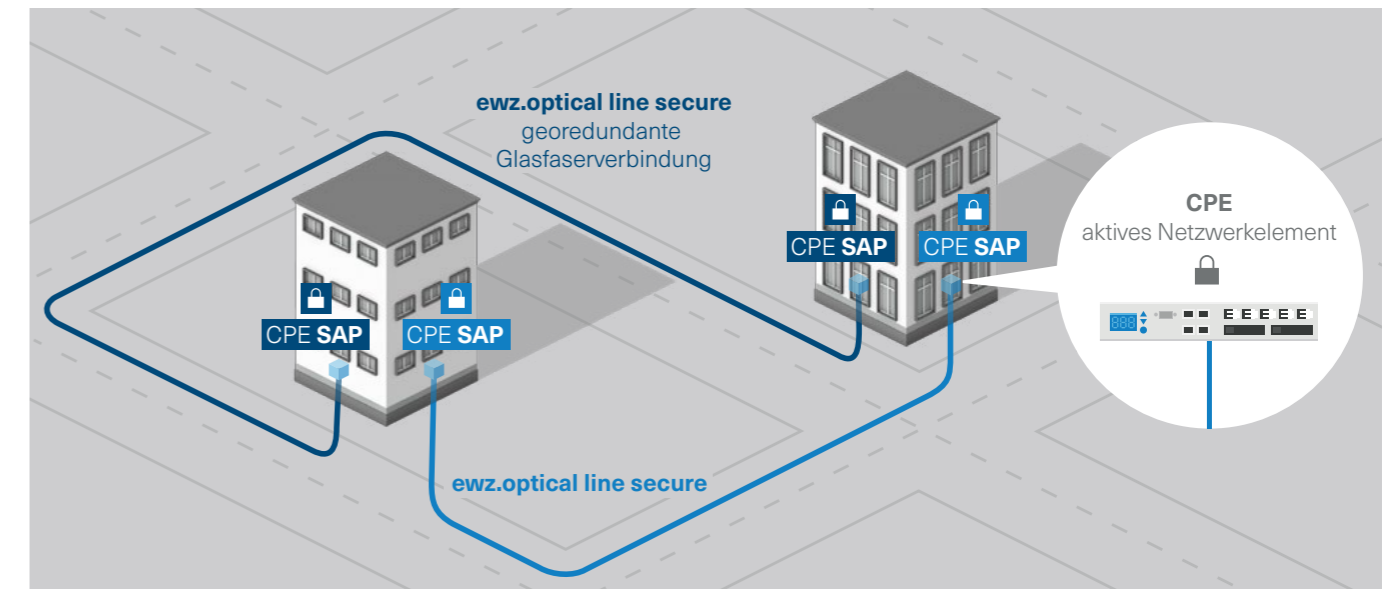 ewz.optical line secure
georedundante
Glasfaserverbindung
CPE SAP
CPE SAP
CPE
aktives Netzwerkelement
888
E E E E E
CPE SAP
CPE SAP
ewz.optical line secure